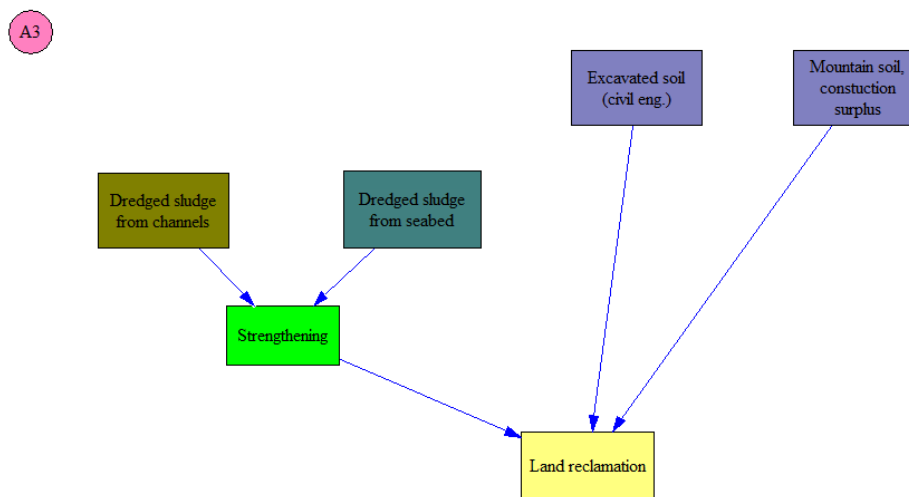 A3
Excavated soil
(civil eng.)
Mountain soil,
constuction
surplus
Dredged sludge
from channels
Dredged sludge
from seabed
Strengthening
Land reclamation